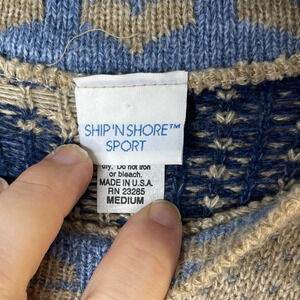 SHIP'N SHORE™
SPORT
dry. Do not iron
or bleach.
MADE IN U.S.A.
RN 23285
MEDIUM